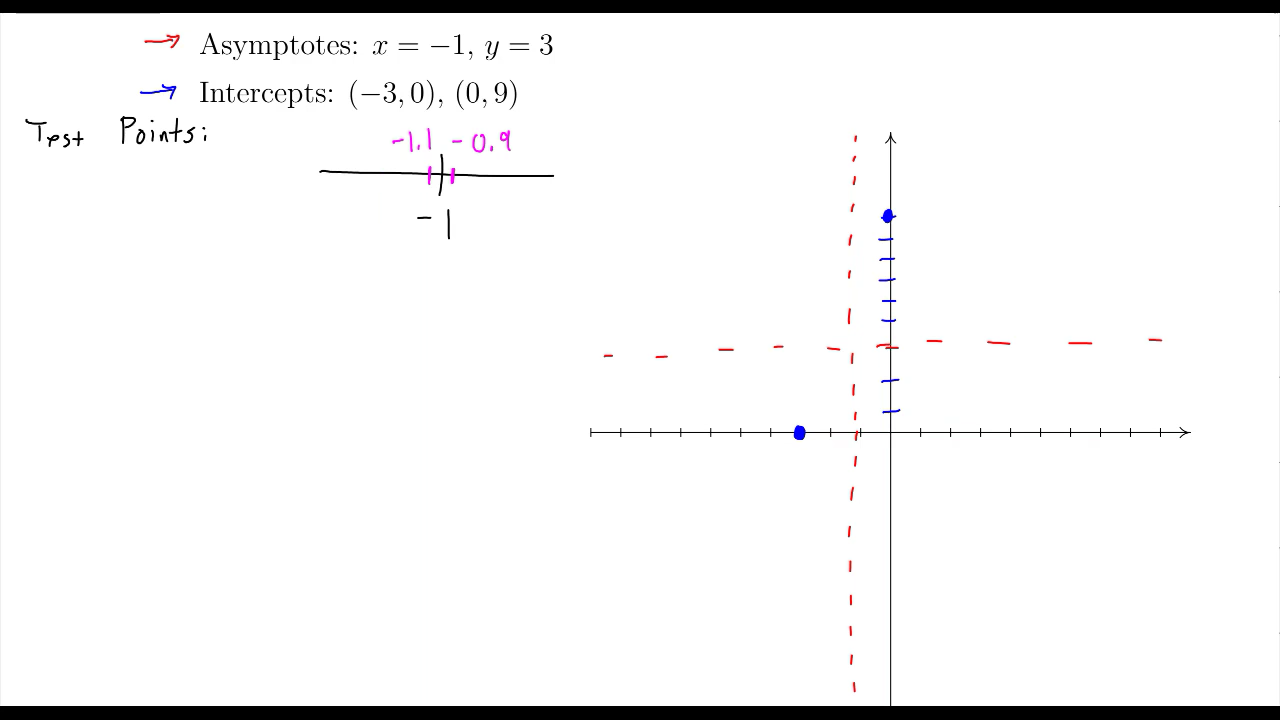 Asymptotes: x = −1, y = 3
Intercepts: (−3, 0), (0, 9)
Test Points:
-1.1 -0.9
-1